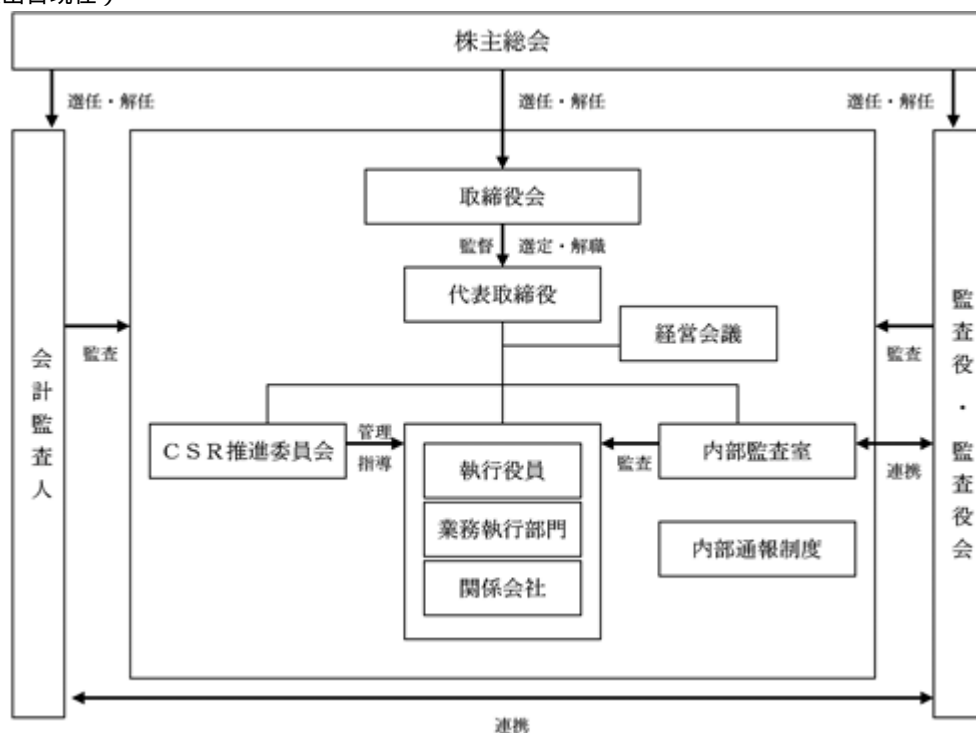 出日現在）
株主総会
選任・解任
選任・解任
選任・解任
取締役会
監督
選定・解職
代表取締役
経営会議
監査
監査
会計監査人
監査役・監査役会
CSR推進委員会
管理
指導
執行役員
業務執行部門
関係会社
監査
内部監査室
連携
内部通報制度
連携